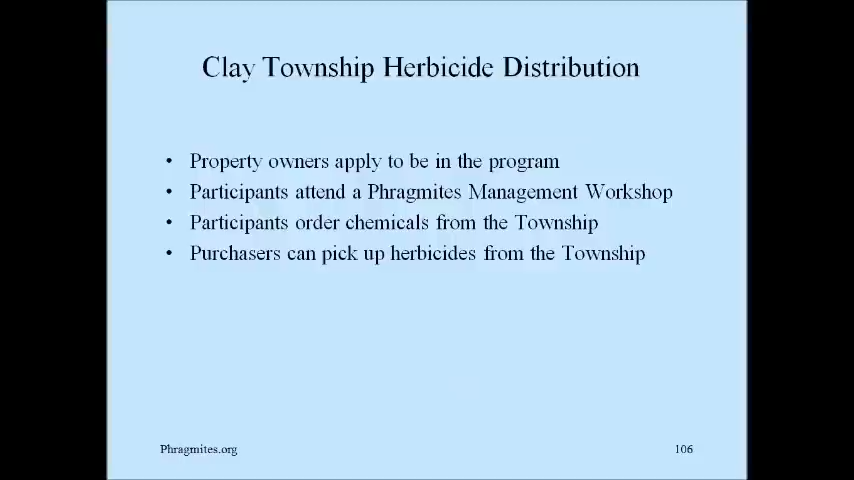 Clay Township Herbicide Distribution
• Property owners apply to be in the program
• Participants attend a Phragmites Management Workshop
• Participants order chemicals from the Township
• Purchasers can pick up herbicides from the Township
Phragmites.org
106